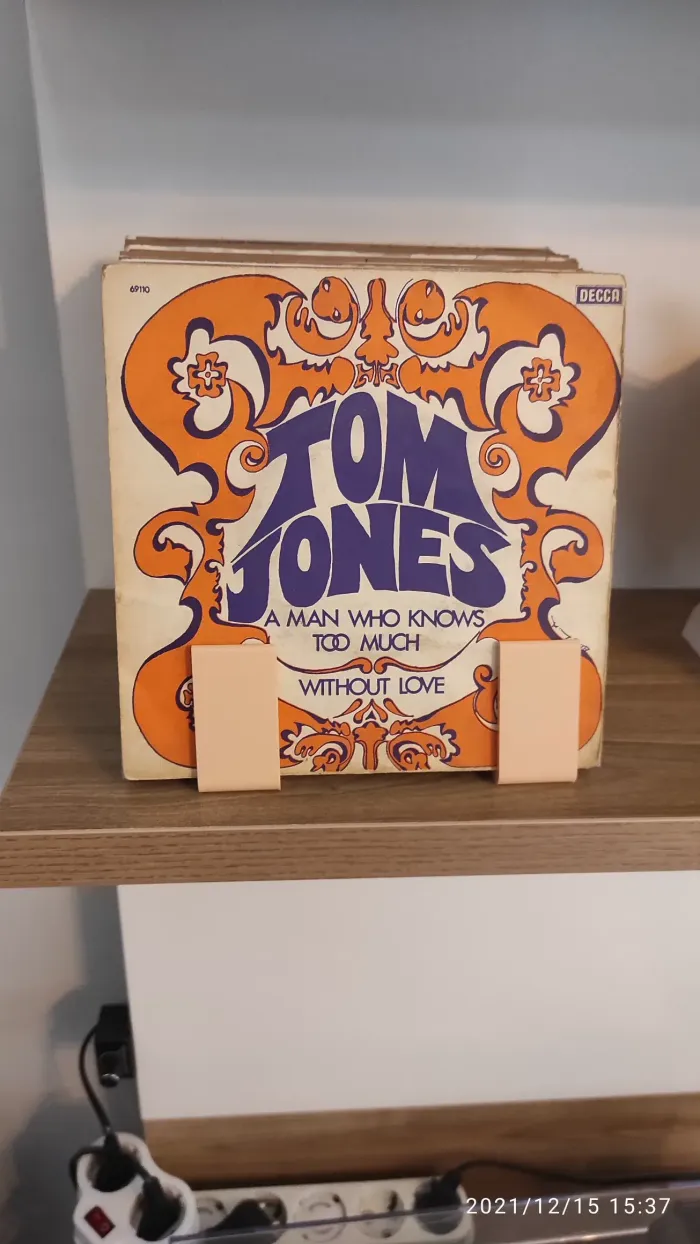 69110
DECCA
TOM
JONES
A MAN WHO KNOWS
TOO MUCH
WITHOUT LOVE
2021/12/15 15:37